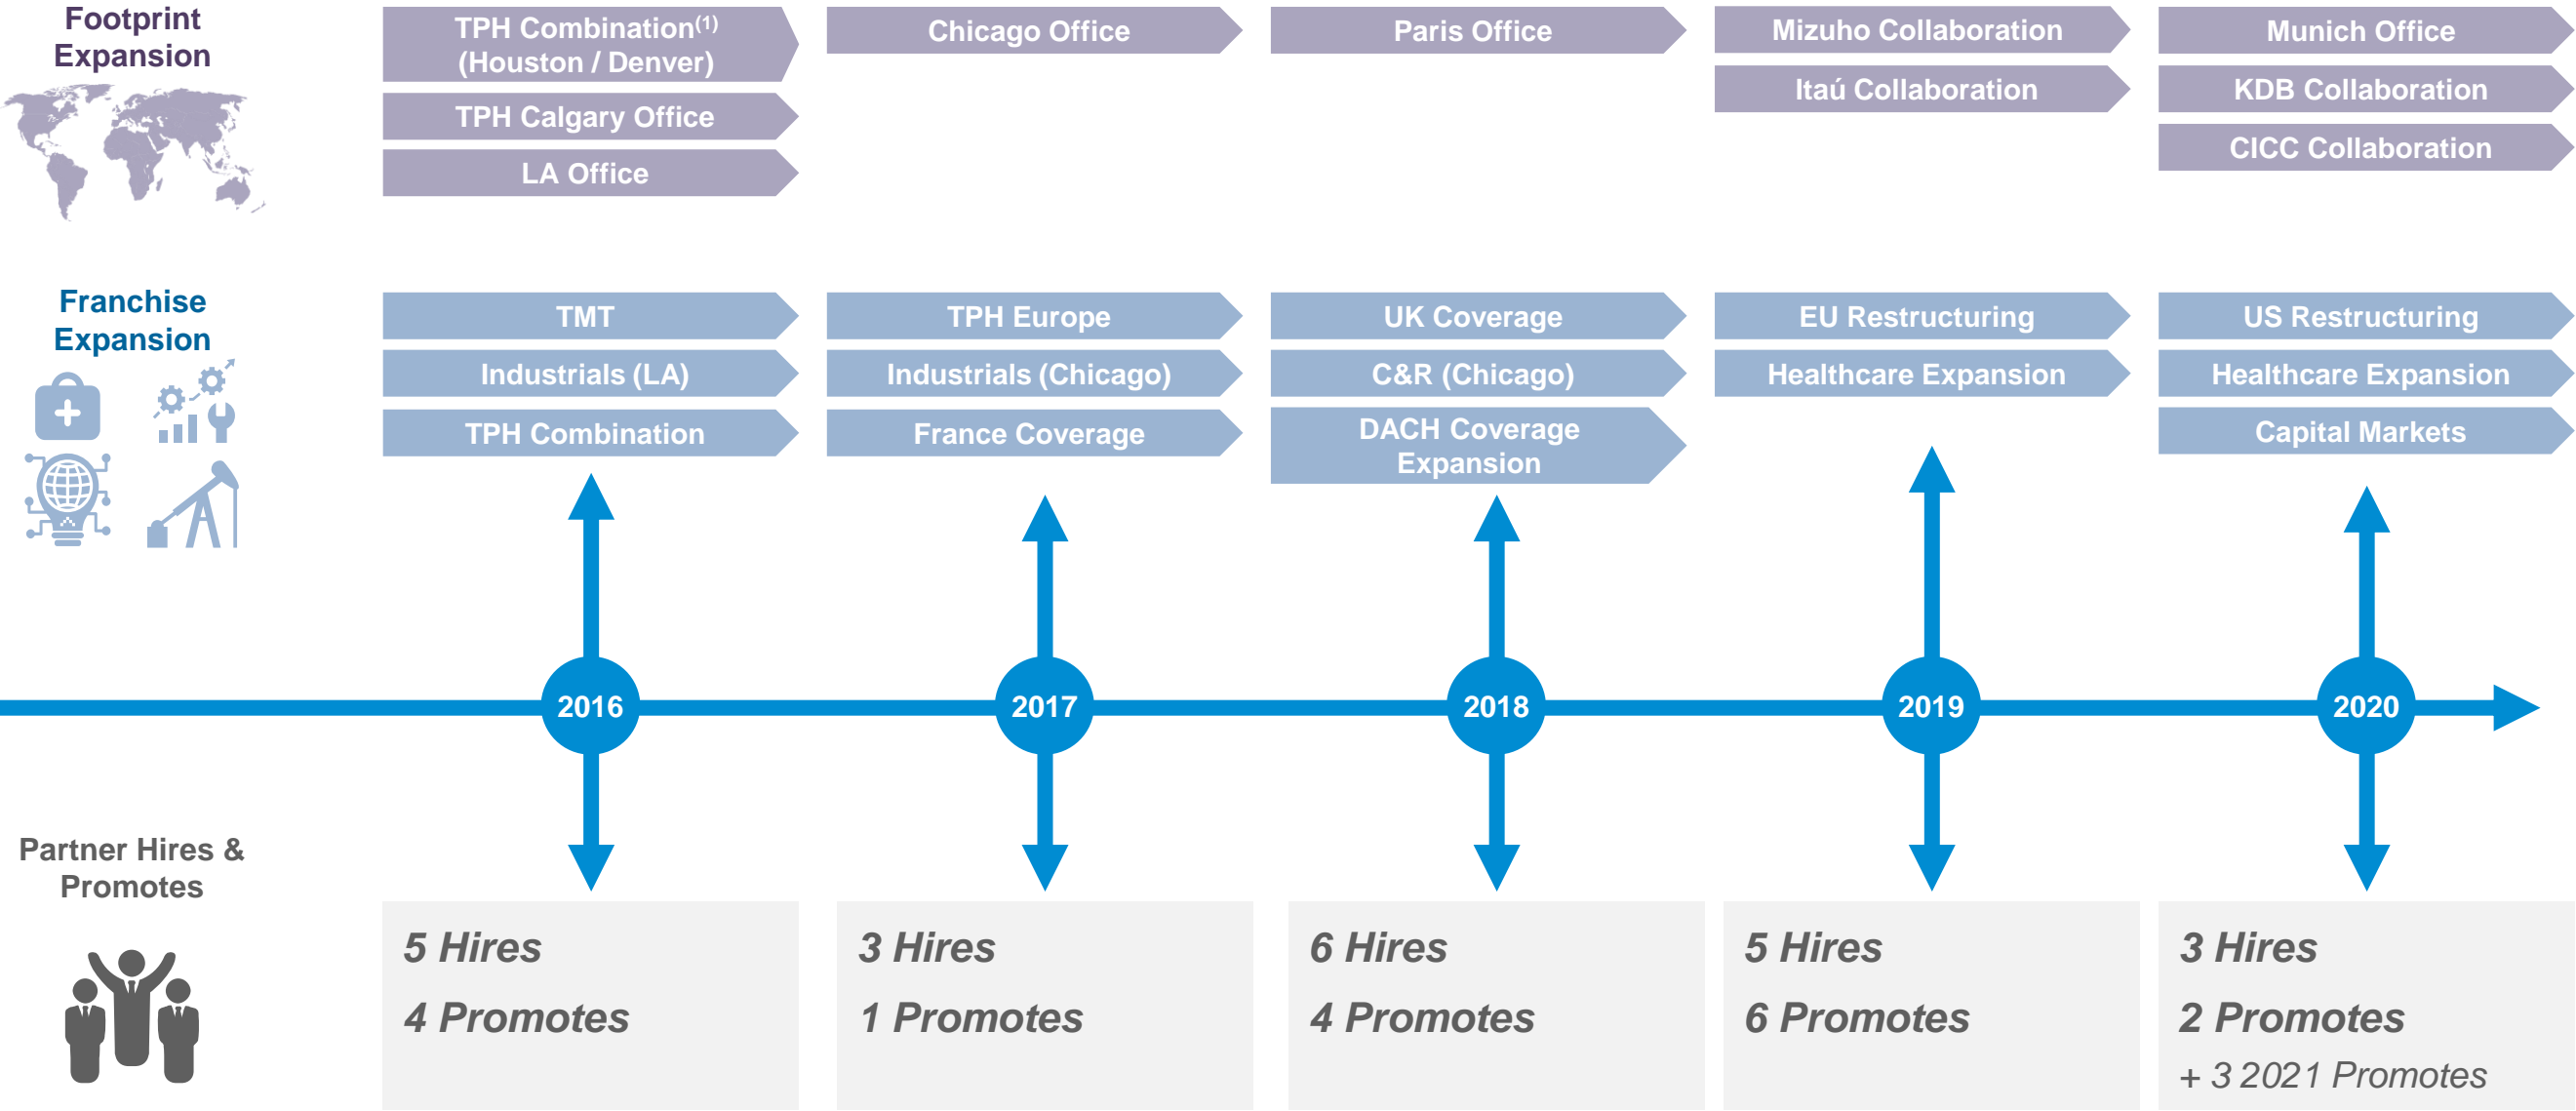 Footprint
Expansion
TPH Combination(1)
(Houston / Denver)
TPH Calgary Office
LA Office
Chicago Office
Paris Office
Mizuho Collaboration
Itaú Collaboration
Munich Office
KDB Collaboration
CICC Collaboration
Franchise
Expansion
TMT
Industrials (LA)
TPH Combination
TPH Europe
Industrials (Chicago)
France Coverage
UK Coverage
C&R (Chicago)
DACH Coverage
Expansion
EU Restructuring
Healthcare Expansion
US Restructuring
Healthcare Expansion
Capital Markets
2016
2017
2018
2019
2020
Partner Hires &
Promotes
5 Hires
4 Promotes
3 Hires
1 Promotes
6 Hires
4 Promotes
5 Hires
6 Promotes
3 Hires
2 Promotes
+ 3 2021 Promotes